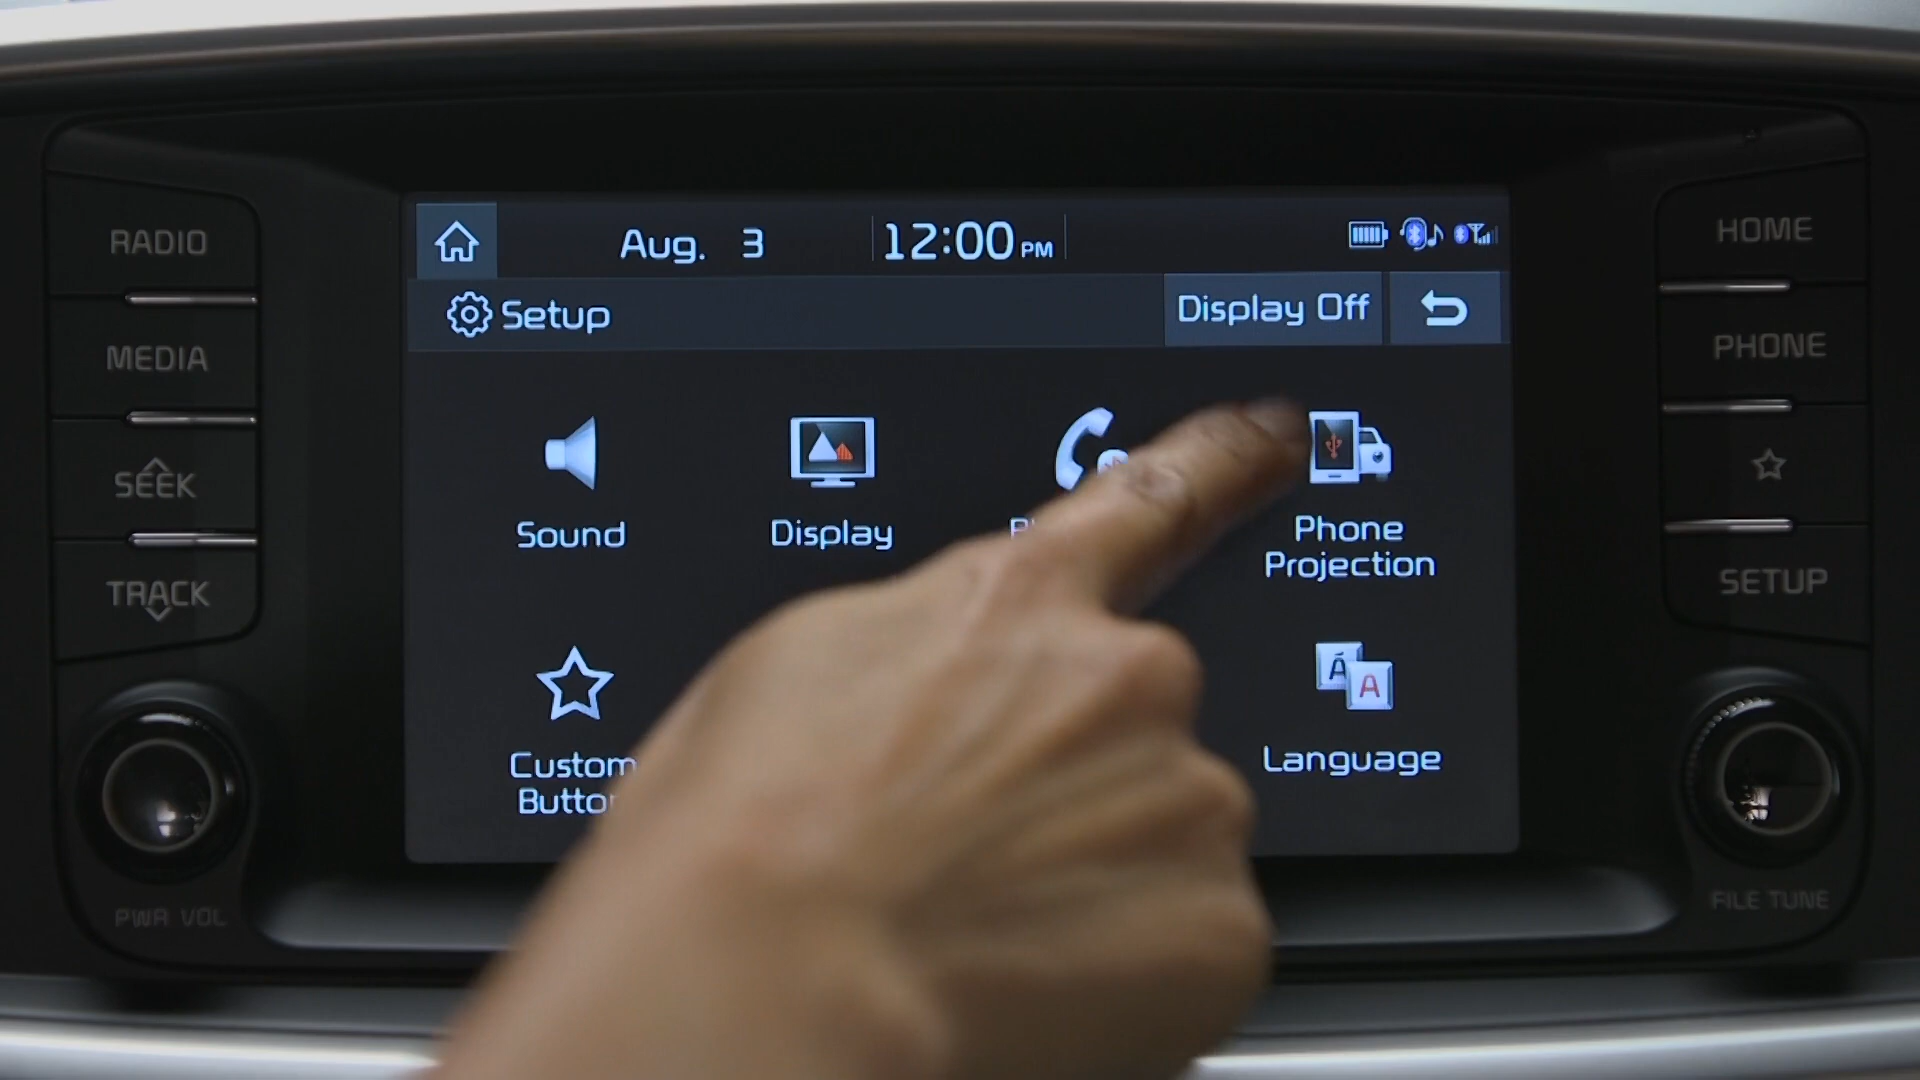 RADIO
MEDIA
SEEK
TRACK
PWR VOL
Aug. 3
12:00 PM
Setup
Display Off
Sound
Display
Phone
Projection
Custom
Button
A
A
Language
HOME
PHONE
SETUP
FILE TUNE